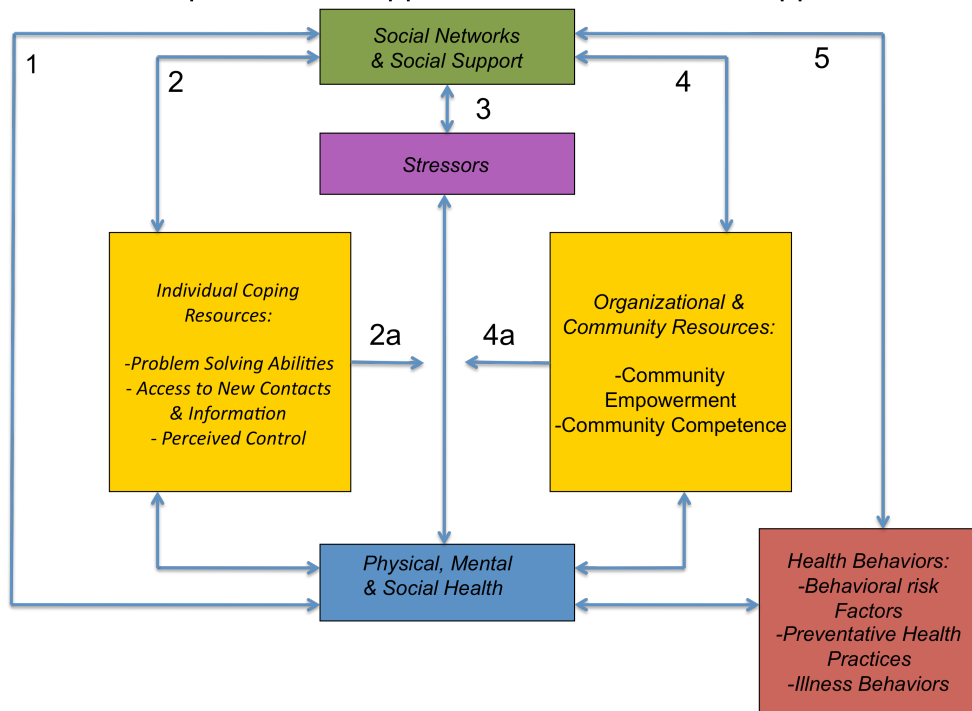 1
Social Networks
& Social Support
5
2
4
3
Stressors
Individual Coping
Resources:
-Problem Solving Abilities
- Access to New Contacts
& Information
- Perceived Control
2a
4a
Organizational &
Community Resources:
-Community
Empowerment
-Community Competence
Physical, Mental
& Social Health
Health Behaviors:
-Behavioral risk
Factors
-Preventative Health
Practices
-Illness Behaviors